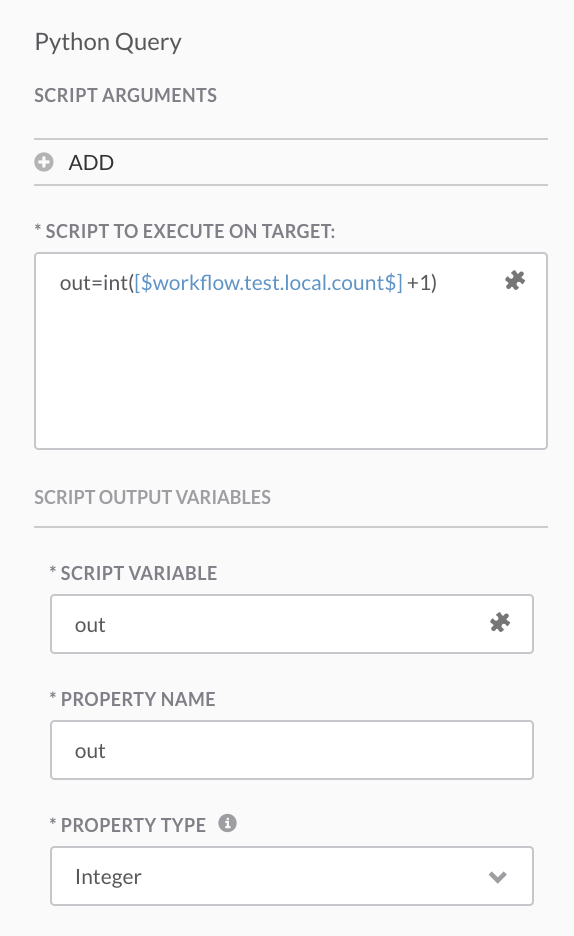 Python Query
SCRIPT ARGUMENTS
ADD
* SCRIPT TO EXECUTE ON TARGET:
out=int([$workflow.test.local.count$] +1)
SCRIPT OUTPUT VARIABLES
* SCRIPT VARIABLE
out
* PROPERTY NAME
out
* PROPERTY TYPE
Integer